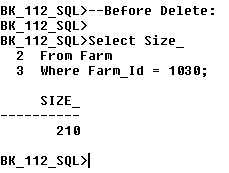 BK_112_SQL>--Before Delete:
BK_112_SQL>
BK_112_SQL>Select Size_
  2  From Farm
  3  Where Farm_Id = 1030;

     SIZE_
----------
       210

BK_112_SQL>